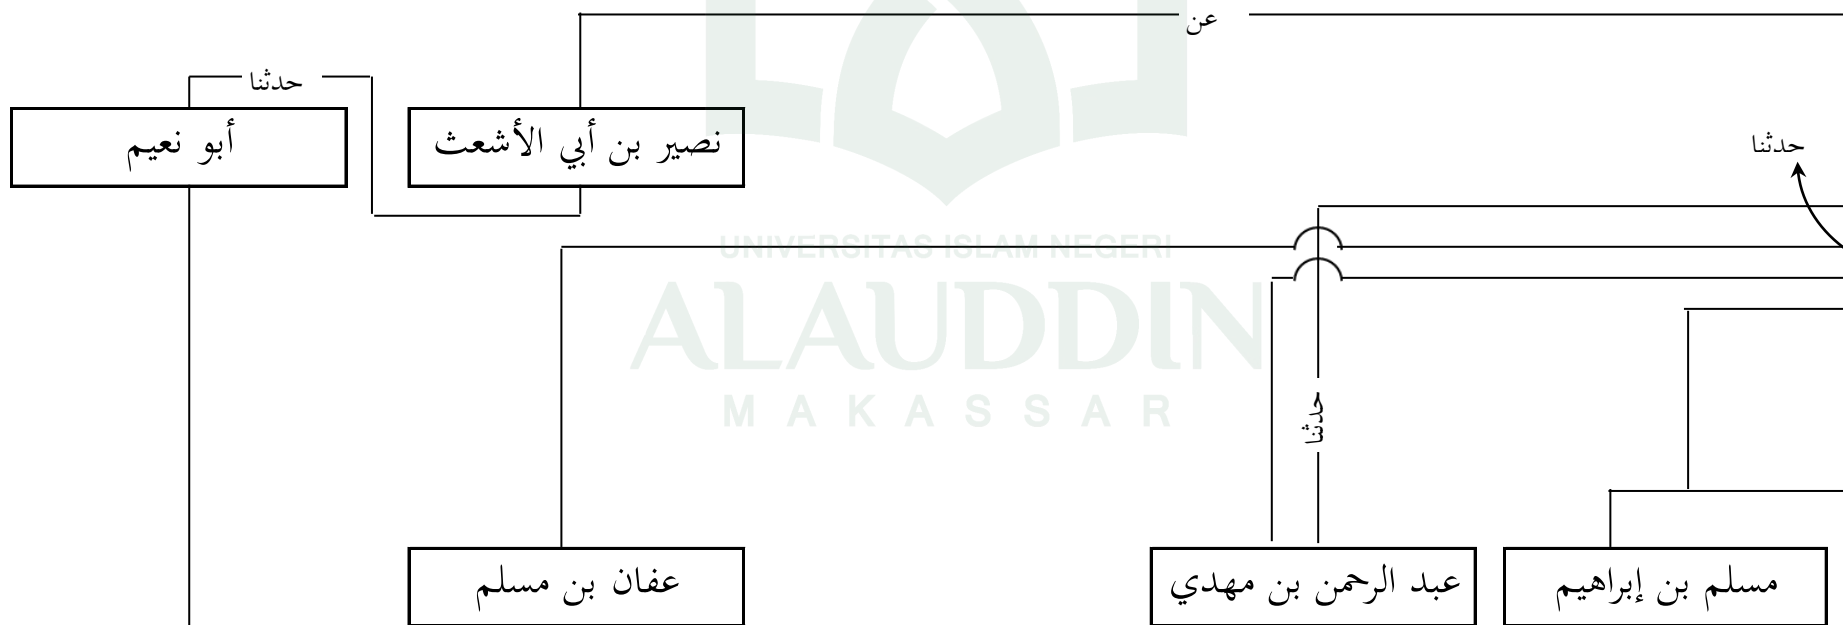 عن
حدثنا
أبو نعيم
نصير بن أبي الأشعث
حدثنا
UNIVERSITAS ISLAM NEGERI
ALAUDDIN
MAKASSAR
حدثنا
مسلم بن إبراهيم
عبد الرحمن بن مهدي
عفان بن مسلم